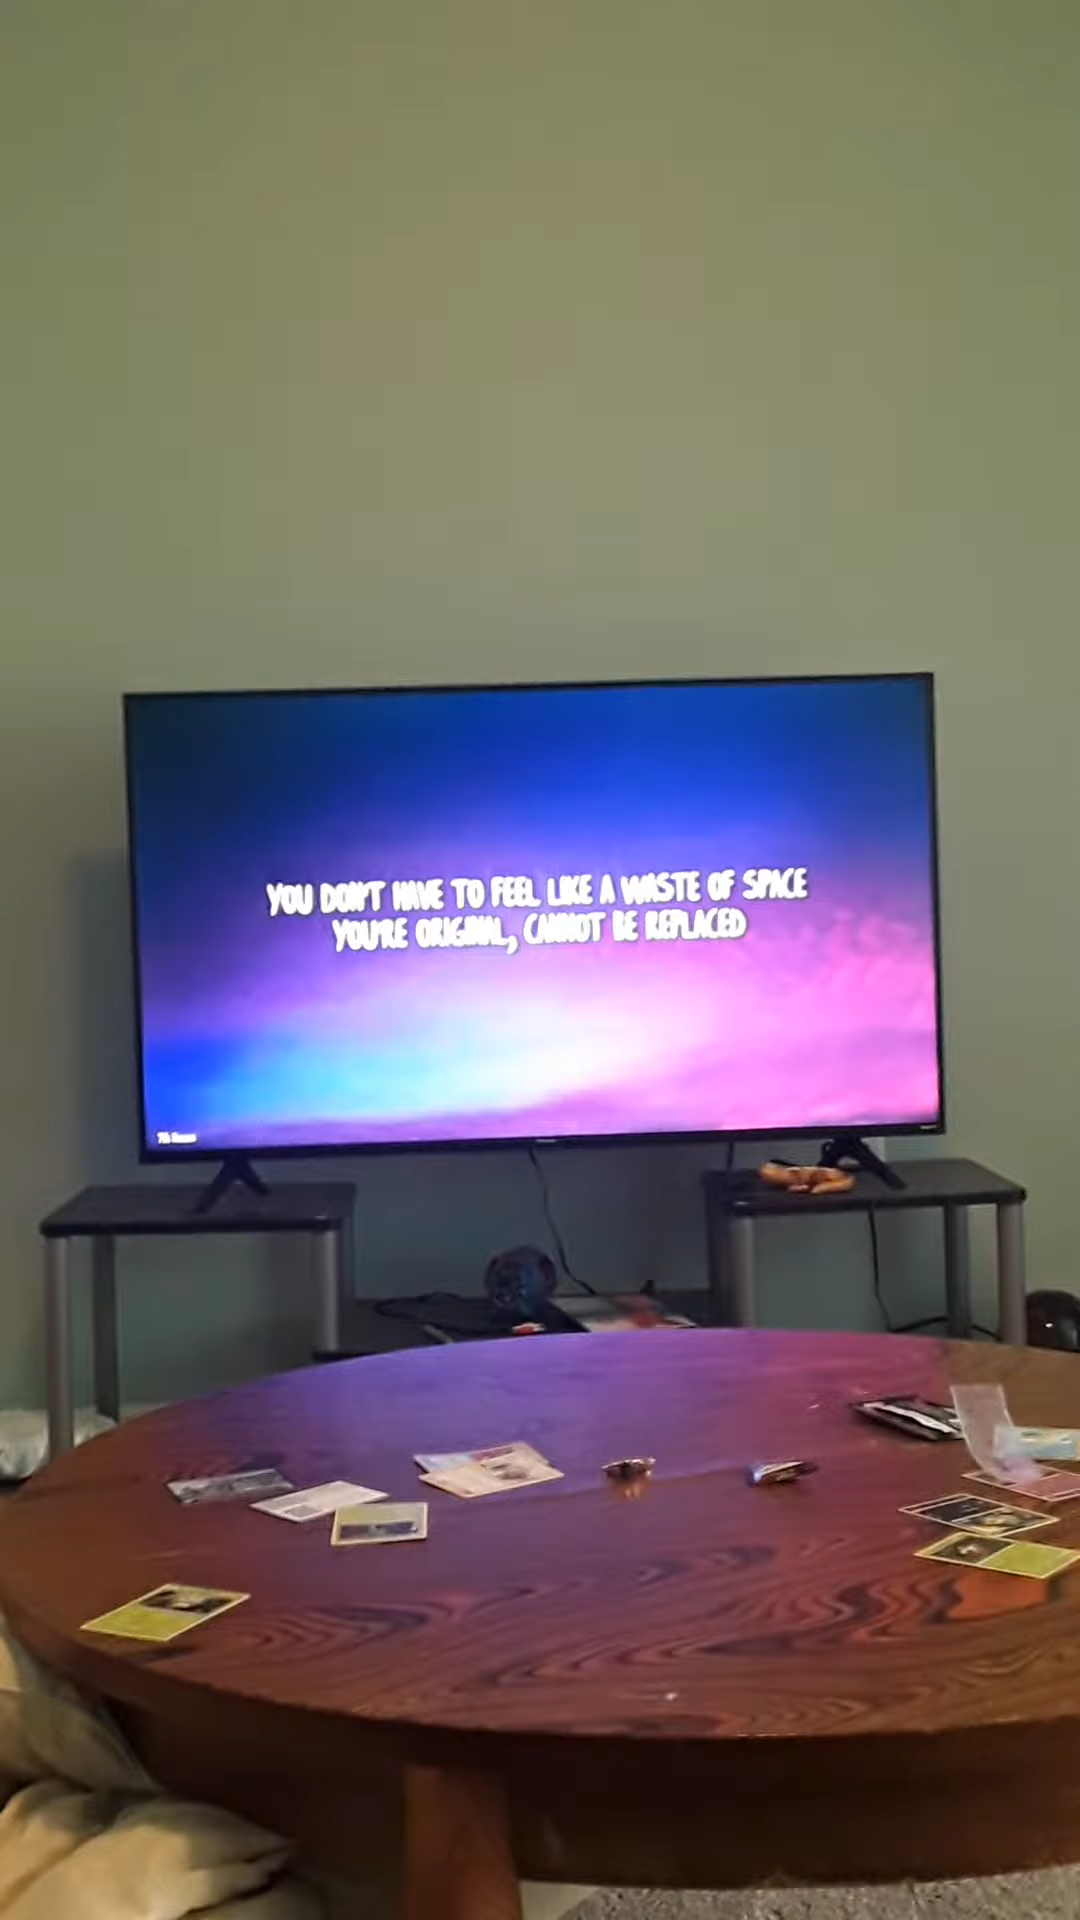 YOU DON'T HAVE TO FEEL LIKE A WASTE OF SPACE
YOU'RE ORIGINAL, CANNOT BE REPLACED